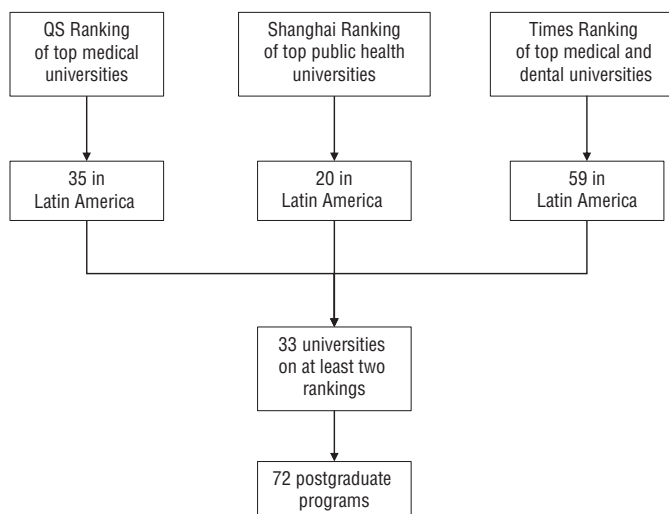 QS Ranking
of top medical
universities
Shanghai Ranking
of top public health
universities
Times Ranking
of top medical and
dental universities
35 in
Latin America
20 in
Latin America
59 in
Latin America
33 universities
on at least two
rankings
72 postgraduate
programs